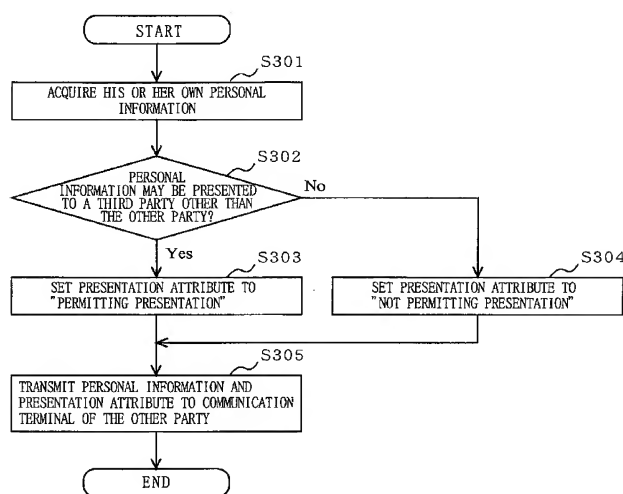 START
S301
ACQUIRE HIS OR HER OWN PERSONAL
INFORMATION
S302
PERSONAL
INFORMATION MAY BE PRESENTED
TO A THIRD PARTY OTHER THAN
THE OTHER PARTY?
No
Yes
S303
SET PRESENTATION ATTRIBUTE TO
"PERMITTING PRESENTATION"
S304
SET PRESENTATION ATTRIBUTE TO
"NOT PERMITTING PRESENTATION"
S305
TRANSMIT PERSONAL INFORMATION AND
PRESENTATION ATTRIBUTE TO COMMUNICATION
TERMINAL OF THE OTHER PARTY
END